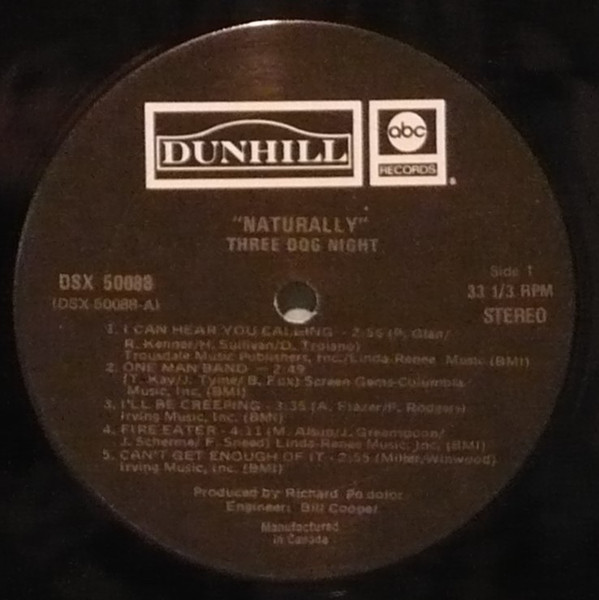 DUNHILL
abc
RECORDS
"NATURALLY"
THREE DOG NIGHT
DSX 50088
(DSX 50088-A)
Side 1
33 1/3 RPM
STEREO
1. I CAN HEAR YOU CALLING - 2:55 (P. Glan/
R. Kenner/H. Sullivan/D. Troiano)
Trousdale Music Publishers, Inc./Linda-Renee Music (BMI)
2. ONE MAN BAND - 2:49
(T. Kay/J. Tyme/B. Fox) Screen Gems-Columbia
Music, Inc. (BMI)
3. I'LL BE CREEPING - 3:35 (A. Frazer/P. Rodgers)
Irving Music, Inc. (BMI)
4. FIRE EATER - 4:11 (M. Allsup/J. Greenspoon/
J. Schermie/F. Sneed) Linda-Renee Music, Inc. (BMI)
5. CAN'T GET ENOUGH OF IT - 2:55 (Miller/Winwood)
Irving Music, Inc. (BMI)
Produced by Richard Podolor
Engineer: Bill Cooper
Manufactured
in Canada